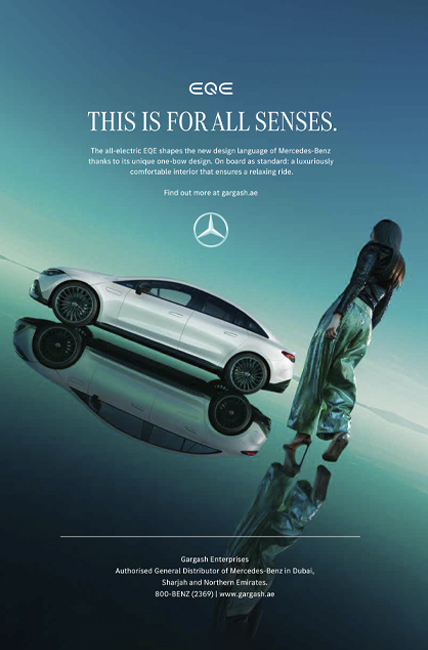 EQE
THIS IS FOR ALL SENSES.
The all-electric EQE shapes the new design language of Mercedes-Benz
thanks to its unique one-bow design. On board as standard: a luxuriously
comfortable interior that ensures a relaxing ride.
Find out more at gargash.ae
Gargash Enterprises
Authorised General Distributor of Mercedes-Benz in Dubai,
Sharjah and Northern Emirates.
800-BENZ (2369) | www.gargash.ae